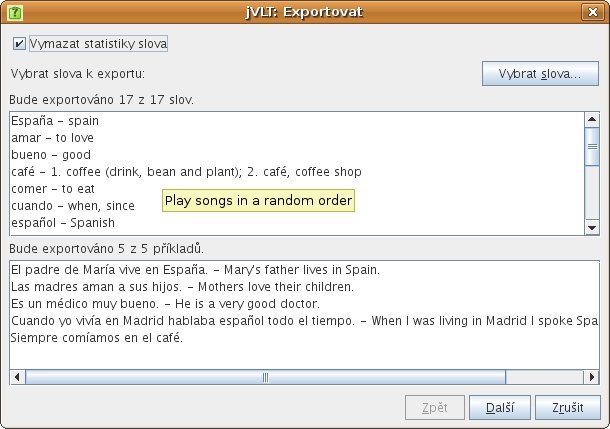 jVLT: Exportovat
Vymazat statistiky slova
Vybrat slova k exportu:
Vybrat slova...
Bude exportováno 17 z 17 slov.
España – spain
amar – to love
bueno – good
café – 1. coffee (drink, bean and plant); 2. café, coffee shop
comer – to eat
cuando – when, since
Play songs in a random order
español – Spanish
Bude exportováno 5 z 5 příkladů.
El padre de María vive en España. – Mary's father lives in Spain.
Las madres aman a sus hijos. – Mothers love their children.
Es un médico muy bueno. – He is a very good doctor.
Cuando yo vivía en Madrid hablaba español todo el tiempo. – When I was living in Madrid I spoke Spa
Siempre comíamos en el café.
Zpět
Další
Zrušit